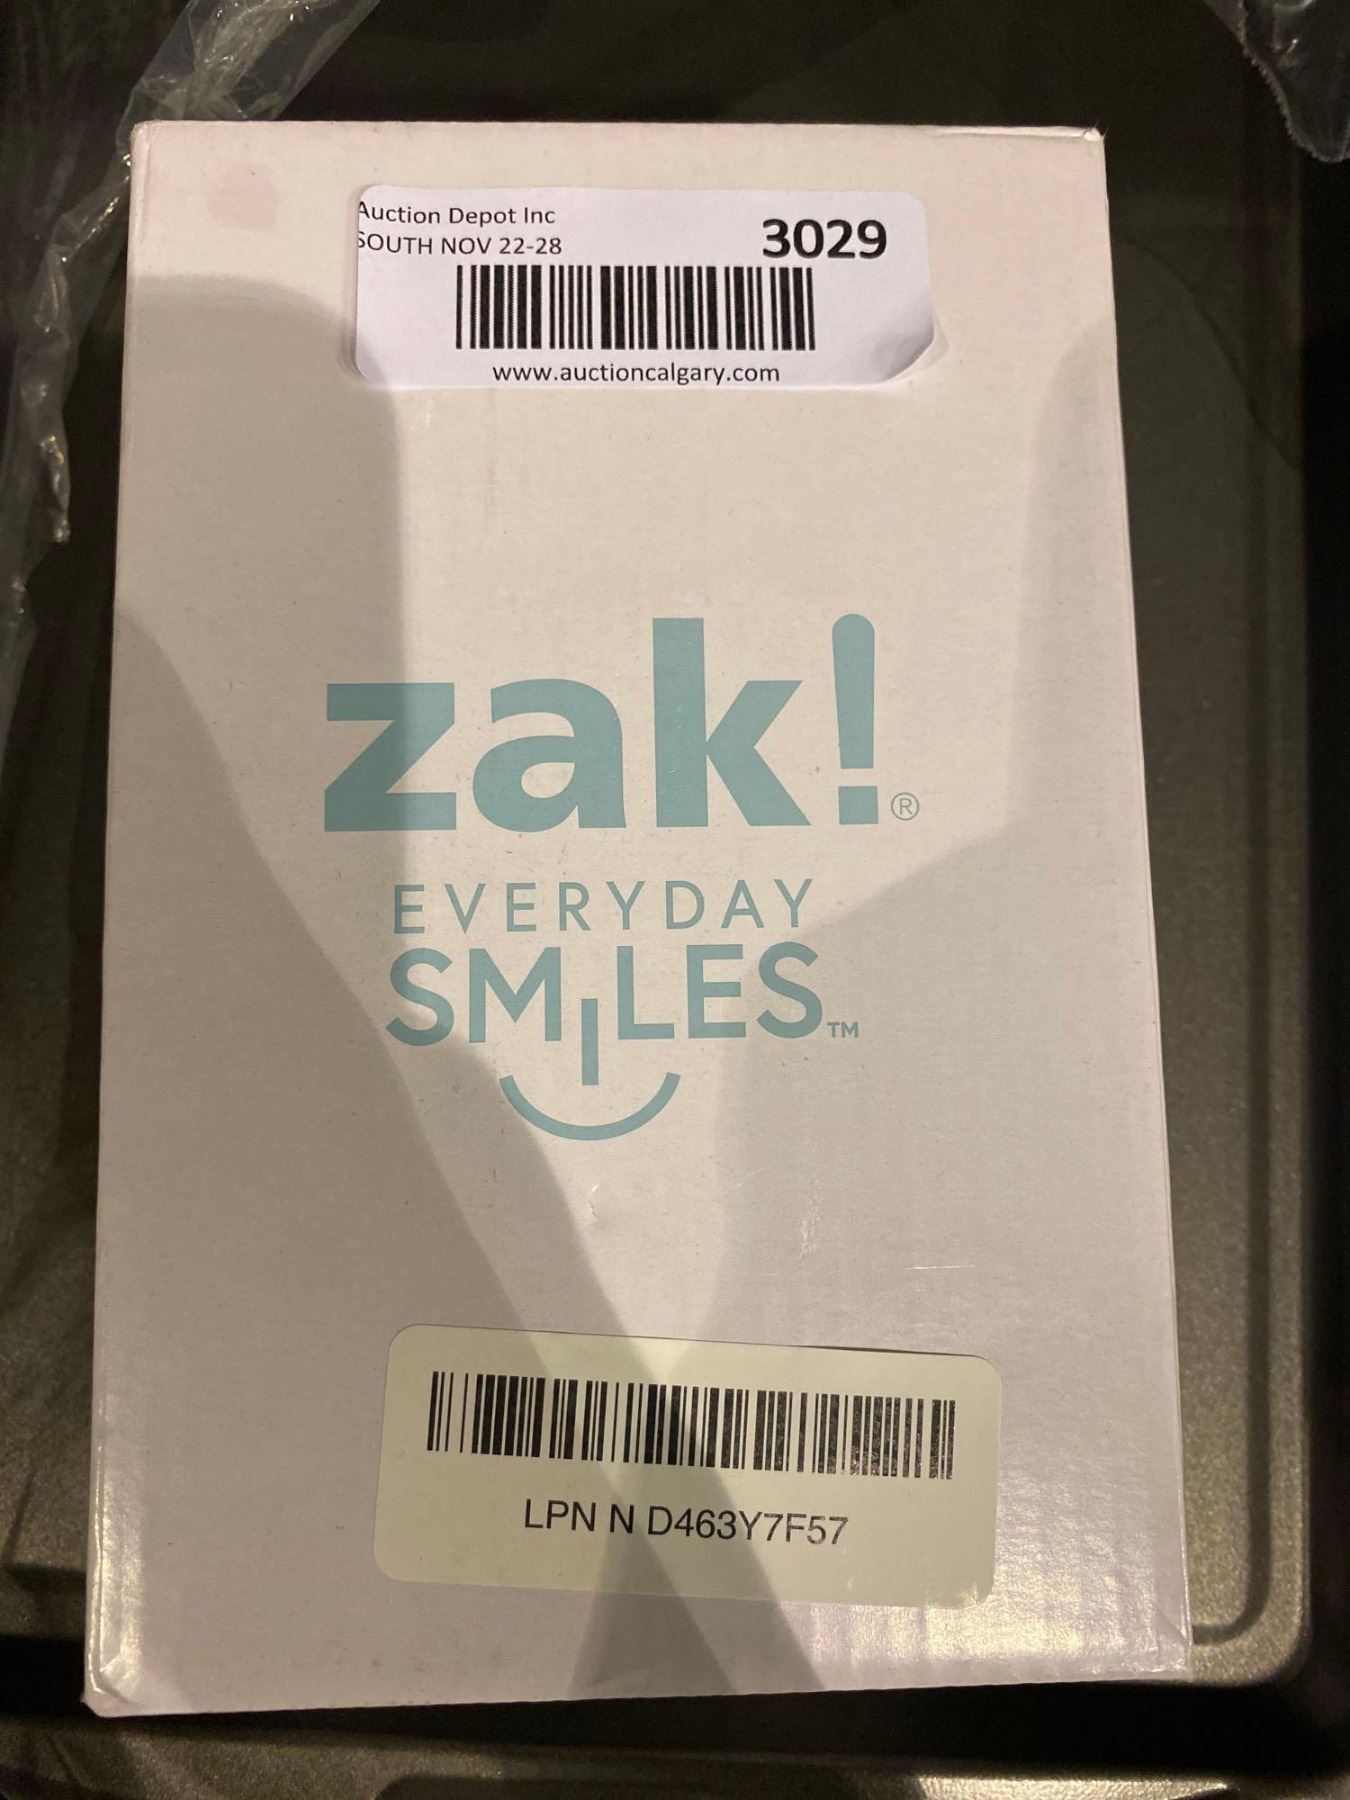 Auction Depot Inc
SOUTH NOV 22-28
3029
www.auctioncalgary.com
zak!®
EVERYDAY
SMILES™
LPN N D463Y7F57